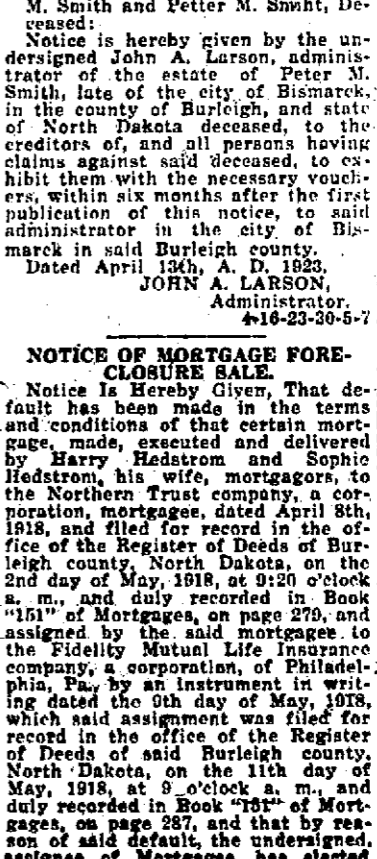 M. Smith and Petter M. Smiht, De-
ceased:
Notice is hereby given by the un-
dersigned John A. Larson, adminis-
trator of the estate of Peter M.
Smith, late of the city of Bismarck,
in the county of Burleigh, and state
of North Dakota deceased, to the
creditors of, and all persons having
claims against said deceased, to ex-
hibit them with the necessary vouch-
ers, within six months after the first
publication of this notice, to said
administrator in the city of Bis-
marck in said Burleigh county.
Dated April 13th, A. D. 1923.
JOHN A. LARSON,
Administrator.
4-16-23-30-5-7
NOTICE OF MORTGAGE FORE-
CLOSURE SALE.
Notice Is Hereby Given, That de-
fault has been made in the terms
and conditions of that certain mort-
gage, made, executed and delivered
by Harry Hedstrom and Sophie
Hedstrom, his wife, mortgagors, to
the Northern Trust company, a cor-
poration, mortgagee, dated April 8th,
1918, and filed for record in the of-
fice of the Register of Deeds of Bur-
leigh county, North Dakota, on the
2nd day of May, 1918, at 9:20 o'clock
a. m., and duly recorded in Book
"151" of Mortgages, on page 279, and
assigned by the said mortgagee to
the Fidelity Mutual Life Insurance
company, a corporation, of Philadel-
phia, Pa., by an instrument in writ-
ing dated the 9th day of May, 1918,
which said assignment was filed for
record in the office of the Register
of Deeds of said Burleigh county,
North Dakota, on the 11th day of
May, 1918, at 9 o'clock a. m., and
duly recorded in Book "151" of Mort-
gages, on page 287, and that by rea-
son of said default, the undersigned,
assignee of Mortgagee has elected